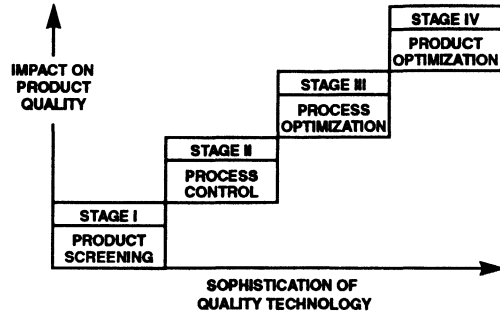 STAGE IV
PRODUCT
OPTIMIZATION
IMPACT ON
PRODUCT
QUALITY
STAGE III
PROCESS
OPTIMIZATION
STAGE II
PROCESS
CONTROL
STAGE I
PRODUCT
SCREENING
SOPHISTICATION OF
QUALITY TECHNOLOGY